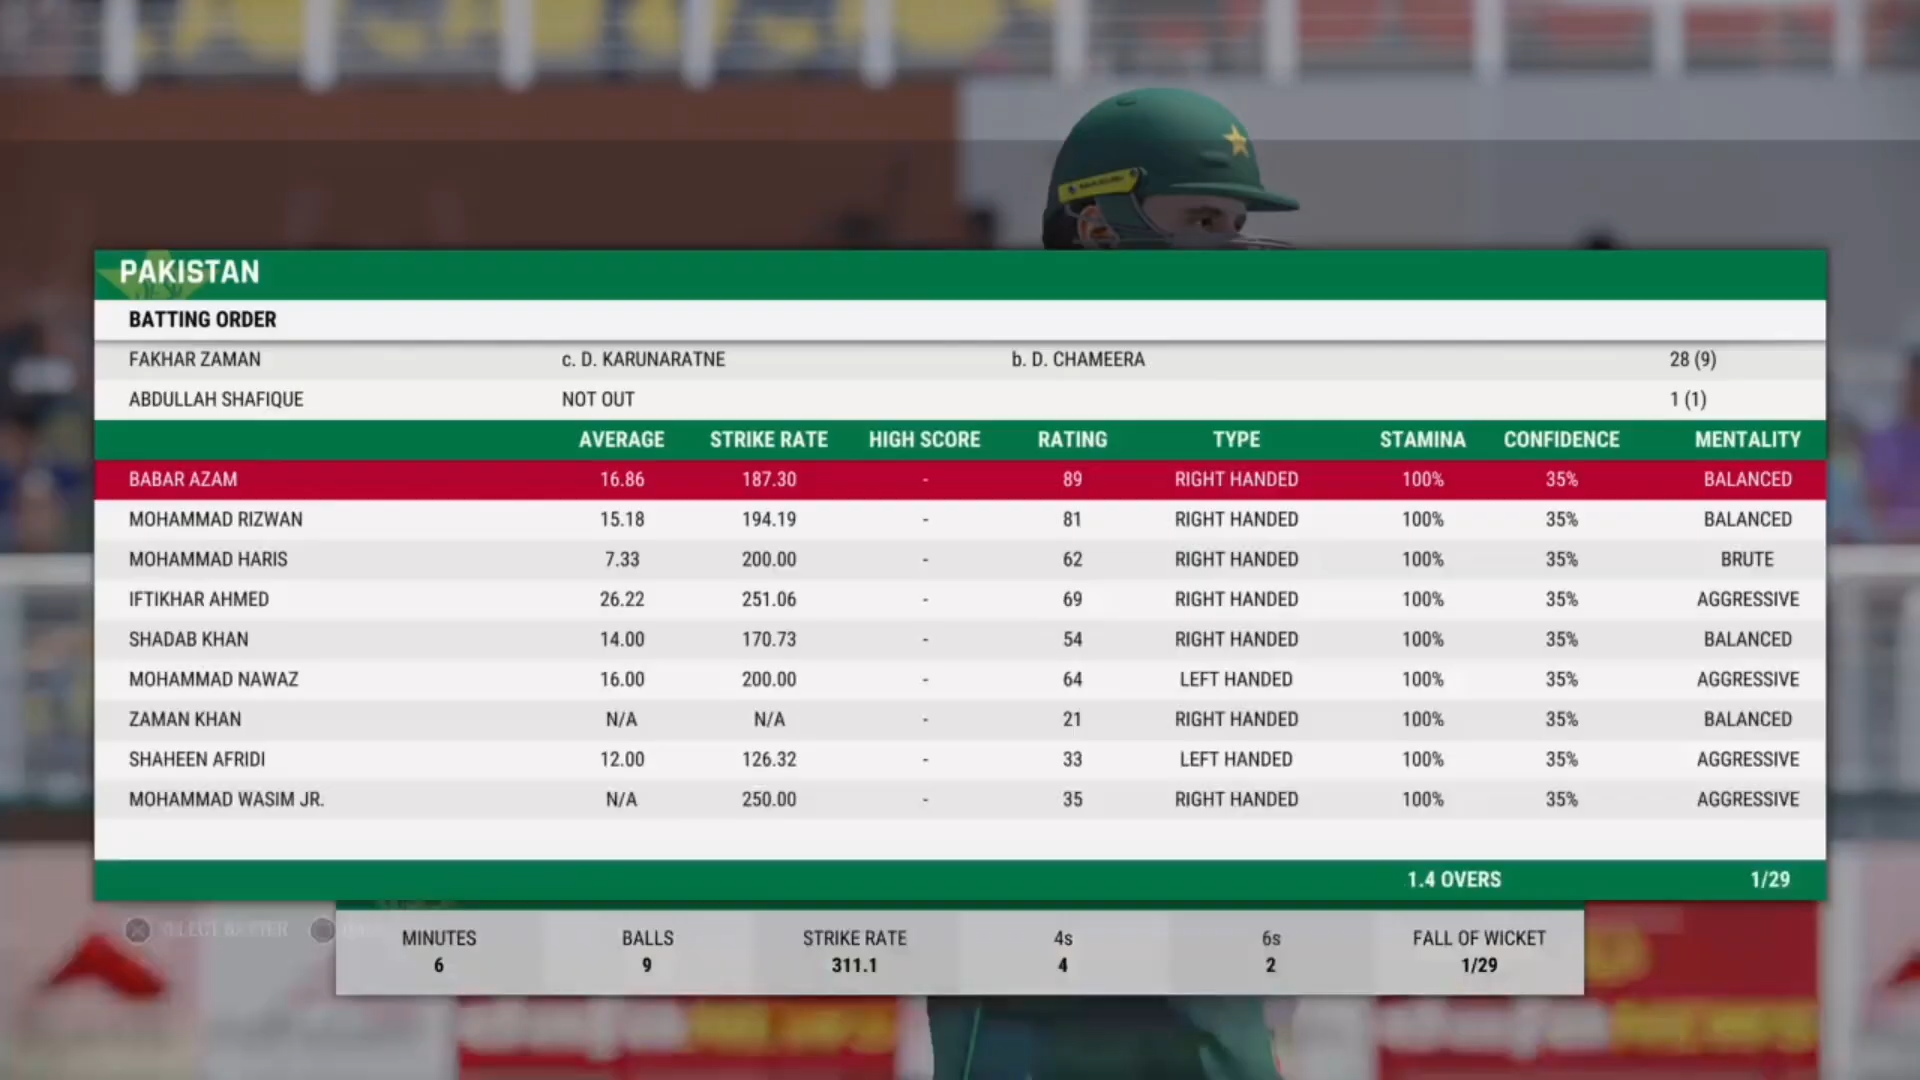 PAKISTAN
BATTING ORDER
FAKHAR ZAMAN c. D. KARUNARATNE b. D. CHAMEERA 28 (9)
ABDULLAH SHAFIQUE NOT OUT 1 (1)
AVERAGE STRIKE RATE HIGH SCORE RATING TYPE STAMINA CONFIDENCE MENTALITY
BABAR AZAM 16.86 187.30 - 89 RIGHT HANDED 100% 35% BALANCED
MOHAMMAD RIZWAN 15.18 194.19 - 81 RIGHT HANDED 100% 35% BALANCED
MOHAMMAD HARIS 7.33 200.00 - 62 RIGHT HANDED 100% 35% BRUTE
IFTIKHAR AHMED 26.22 251.06 - 69 RIGHT HANDED 100% 35% AGGRESSIVE
SHADAB KHAN 14.00 170.73 - 54 RIGHT HANDED 100% 35% BALANCED
MOHAMMAD NAWAZ 16.00 200.00 - 64 LEFT HANDED 100% 35% AGGRESSIVE
ZAMAN KHAN N/A N/A - 21 RIGHT HANDED 100% 35% BALANCED
SHAHEEN AFRIDI 12.00 126.32 - 33 LEFT HANDED 100% 35% AGGRESSIVE
MOHAMMAD WASIM JR. N/A 250.00 - 35 RIGHT HANDED 100% 35% AGGRESSIVE
1.4 OVERS 1/29
SELECT BATTER
MINUTES BALLS STRIKE RATE 4s 6s FALL OF WICKET
6 9 311.1 4 2 1/29